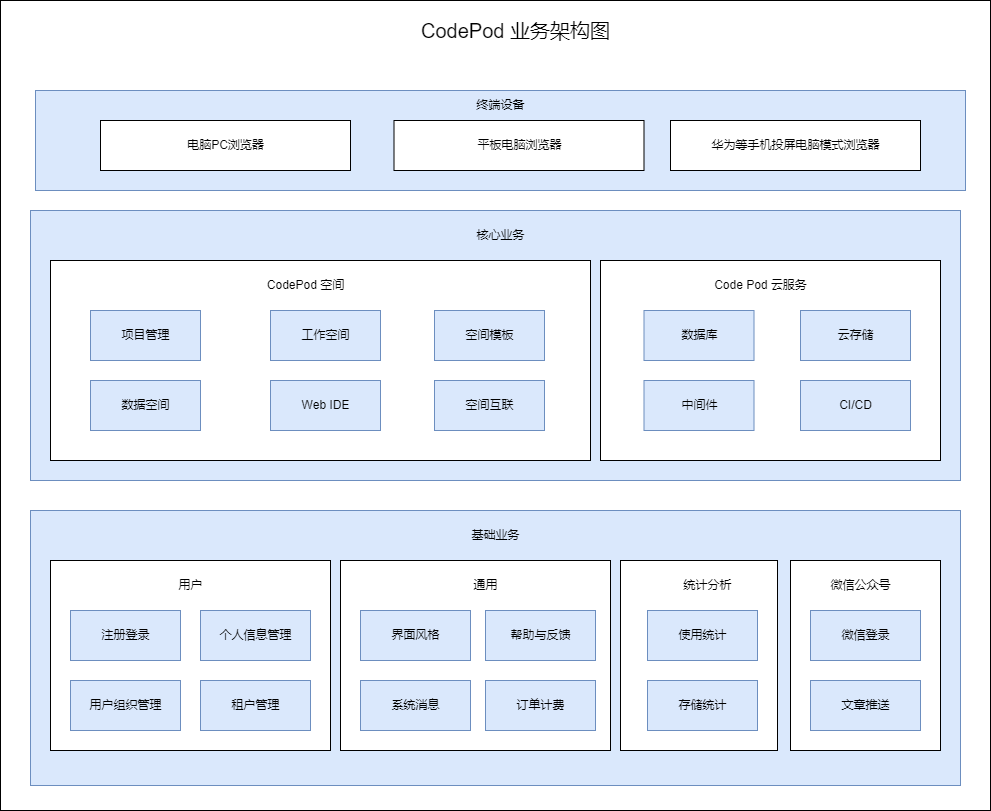 CodePod 业务架构图
终端设备
电脑PC浏览器
平板电脑浏览器
华为等手机投屏电脑模式浏览器
核心业务
CodePod 空间
项目管理
工作空间
空间模板
数据空间
Web IDE
空间互联
Code Pod 云服务
数据库
云存储
中间件
CI/CD
基础业务
用户
注册登录
个人信息管理
用户组织管理
租户管理
通用
界面风格
帮助与反馈
系统消息
订单计费
统计分析
使用统计
存储统计
微信公众号
微信登录
文章推送